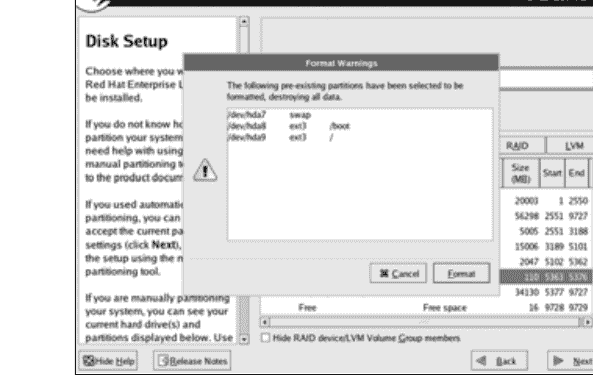 Disk Setup
Choose where you w
Red Hat Enterprise L
be installed.
If you do not know ho
partition your system
need help with using
manual partitioning t
to the product docum
If you used automati
partitioning, you can
accept the current pa
settings (click Next),
the setup using the m
partitioning tool.
If you are manually partitioning
your system, you can see your
current hard drive(s) and
partitions displayed below. Use
Format Warnings
The following pre-existing partitions have been selected to be
formatted, destroying all data.
/dev/hda7 swap
/dev/hda8 ext3 /boot
/dev/hda9 ext3 /
Cancel Format
RAID LVM
Size
(MB) Start End
20003 1 2550
56298 2551 9727
5005 2551 3188
15006 3189 5101
2047 5102 5362
110 5363 5376
34130 5377 9727
Free Free space 16 9728 9729
Hide RAID device/LVM Volume Group members
Hide Help Release Notes Back Next